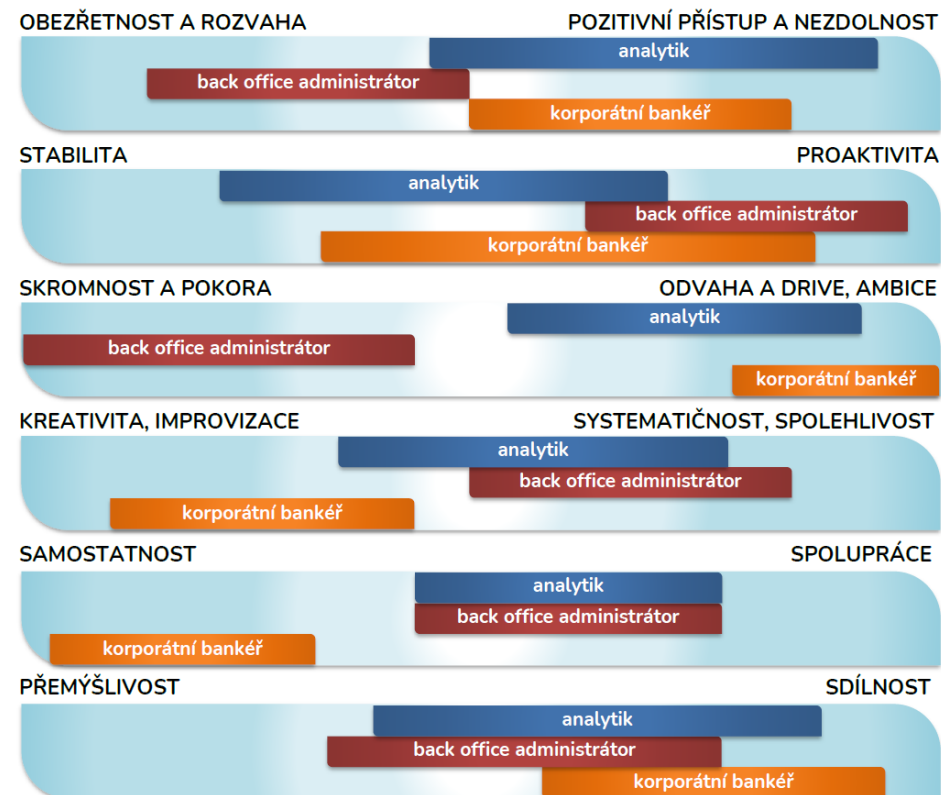 OBEZŘETNOST A ROZVAHA POZITIVNÍ PŘÍSTUP A NEZDOLNOST
analytik
back office administrátor
korporátní bankéř
STABILITA PROAKTIVITA
analytik
back office administrátor
korporátní bankéř
SKROMNOST A POKORA ODVAHA A DRIVE, AMBICE
analytik
back office administrátor
korporátní bankéř
KREATIVITA, IMPROVIZACE SYSTEMATIČNOST, SPOLEHLIVOST
analytik
back office administrátor
korporátní bankéř
SAMOSTATNOST SPOLUPRÁCE
analytik
back office administrátor
korporátní bankéř
PŘEMÝŠLIVOST SDÍLNOST
analytik
back office administrátor
korporátní bankéř